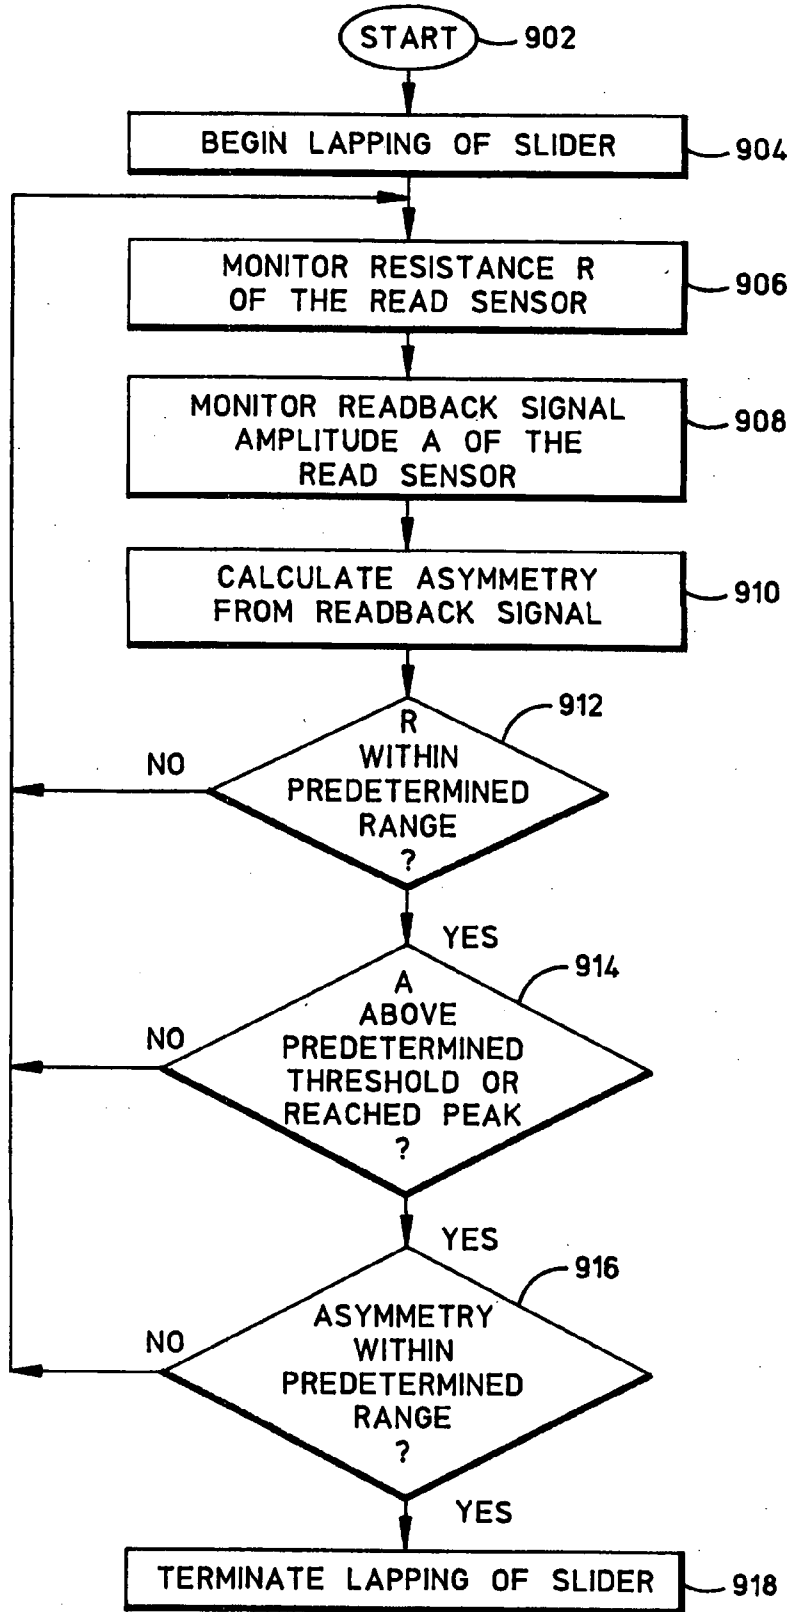 START
902
BEGIN LAPPING OF SLIDER
904
MONITOR RESISTANCE R
OF THE READ SENSOR
906
MONITOR READBACK SIGNAL
AMPLITUDE A OF THE
READ SENSOR
908
CALCULATE ASYMMETRY
FROM READBACK SIGNAL
910
R
WITHIN
PREDETERMINED
RANGE
?
912
NO
YES
A
ABOVE
PREDETERMINED
THRESHOLD OR
REACHED PEAK
?
914
NO
YES
ASYMMETRY
WITHIN
PREDETERMINED
RANGE
?
916
NO
YES
TERMINATE LAPPING OF SLIDER
918